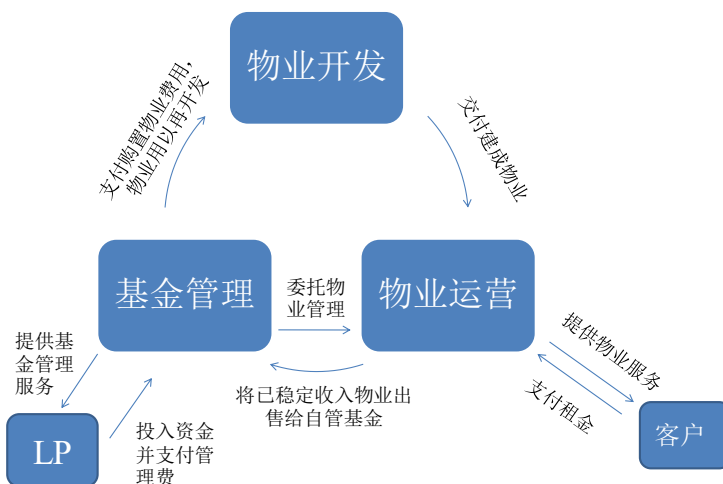 物业开发
支付购置物业费用，
物业用以再开发
交付建成物业
基金管理
委托物
业管理
物业运营
提供基
金管理
服务
将已稳定收入物业出
售给自管基金
提供物业服务
支付租金
LP
投入资金
并支付管
理费
客户